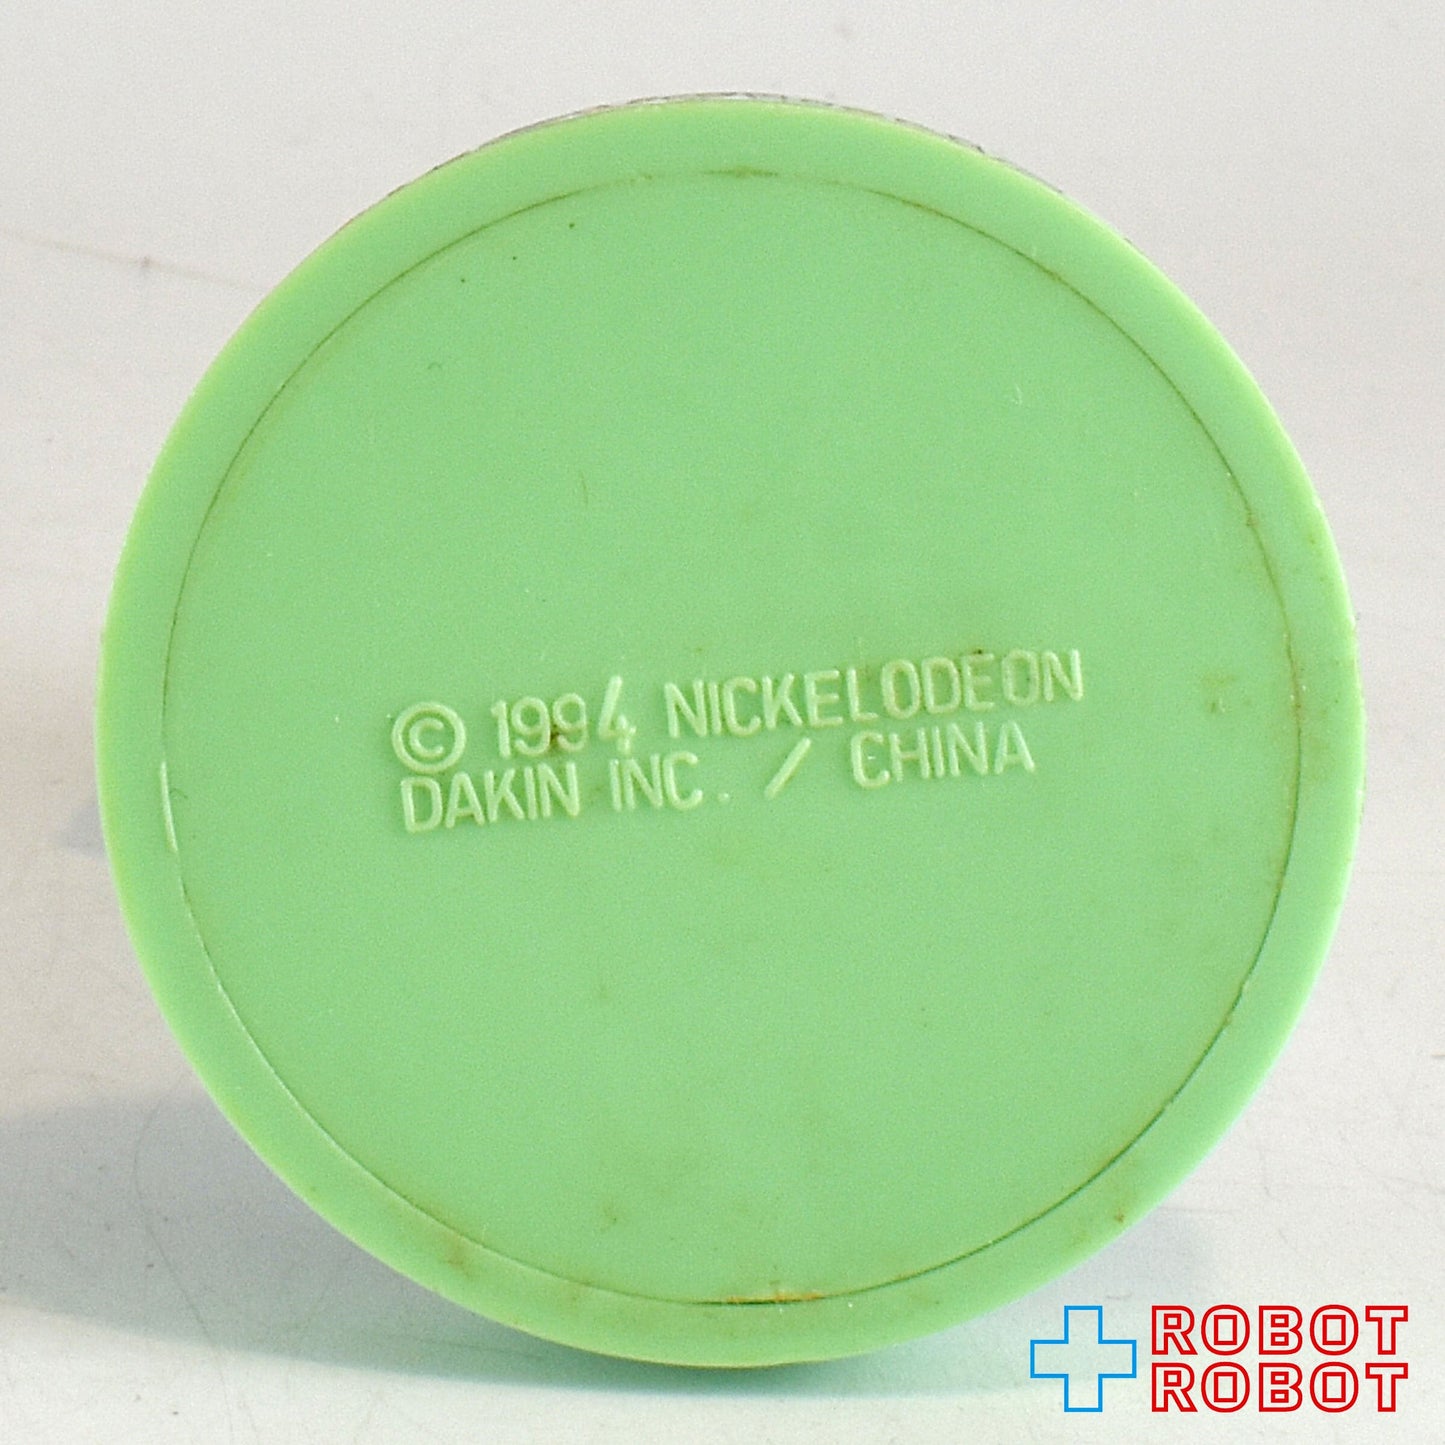 © 1994 NICKELODEON
DAKIN INC. / CHINA
ROBOT
ROBOT